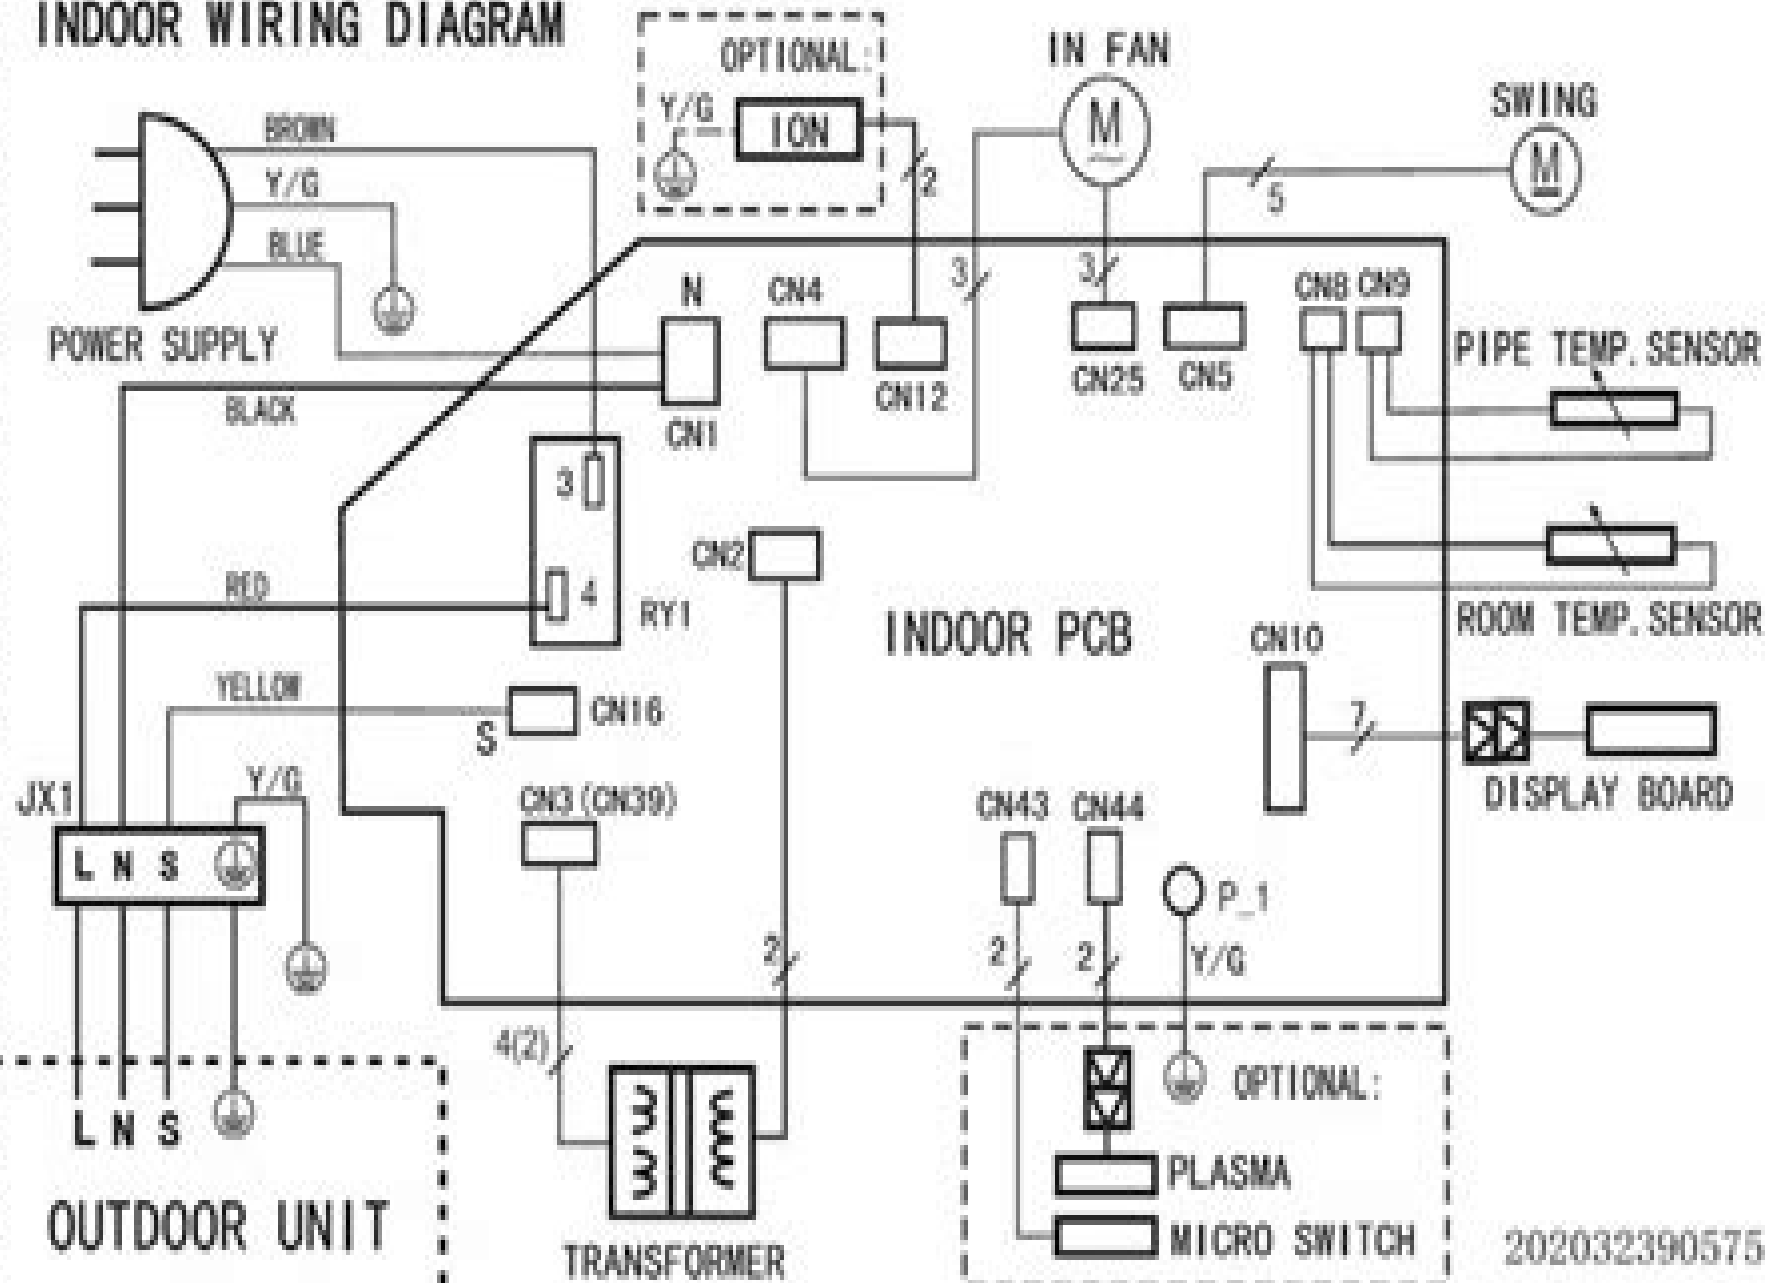 INDOOR WIRING DIAGRAM
OPTIONAL:
IN FAN
SWING
BROWN
Y/G
ION
M
M
Y/G
2
5
BLUE
3
3
N
CN4
CN8 CN9
POWER SUPPLY
PIPE TEMP. SENSOR
CN12
CN25
CN5
BLACK
CN1
3
CN2
RED
4
RY1
INDOOR PCB
ROOM TEMP. SENSOR
CN10
YELLOW
CN16
S
7
JX1
Y/G
CN3(CN39)
CN43
CN44
DISPLAY BOARD
L N S
P_1
2
2
2
Y/G
4(2)
OPTIONAL:
L N S
PLASMA
OUTDOOR UNIT
MICRO SWITCH
TRANSFORMER
202032390575